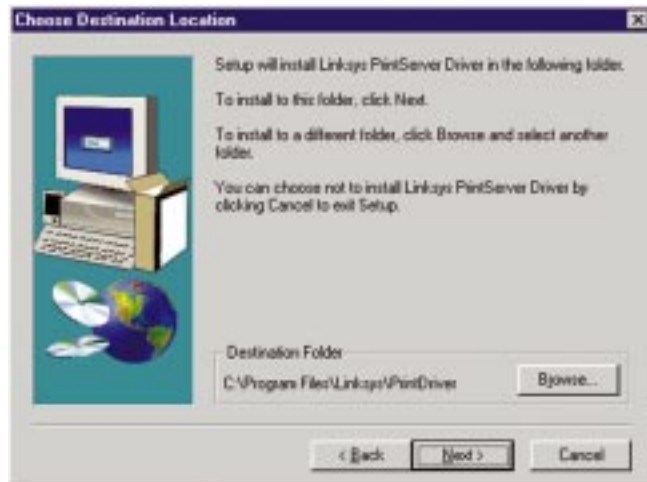 Choose Destination Location
Setup will install Linksys PrintServer Driver in the following folder.
To install to this folder, click Next.
To install to a different folder, click Browse and select another
folder.
You can choose not to install Linksys PrintServer Driver by
clicking Cancel to exit Setup.
Destination Folder
C:\Program Files\Linksys\PrintDriver
Browse...
< Back
Next >
Cancel